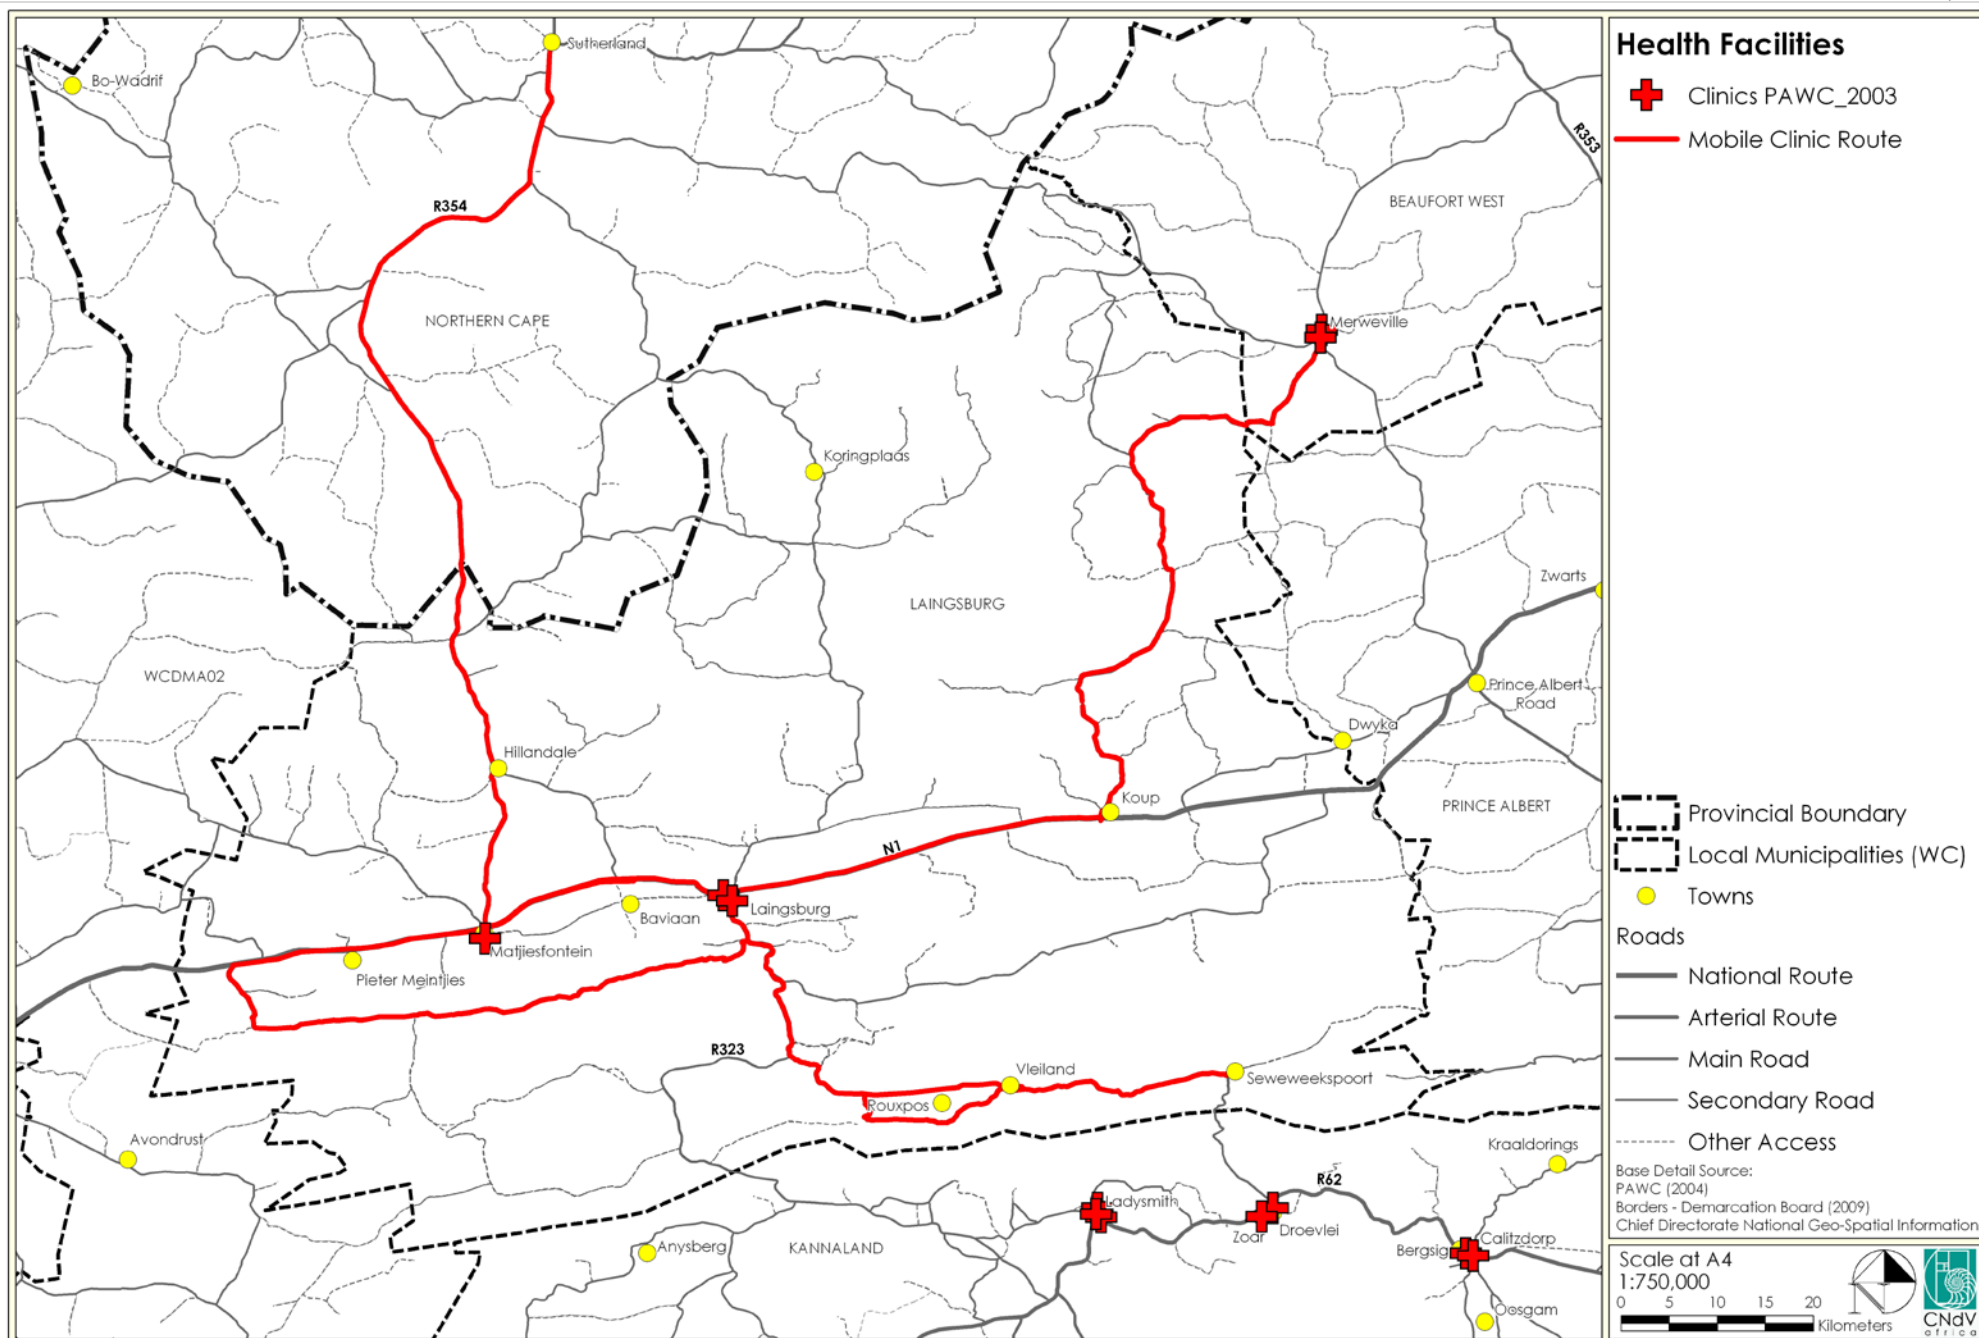 Sutherland
Bo-Wadrif
R353
R354
BEAUFORT WEST
NORTHERN CAPE
Merweville
Koringplaas
Zwarts
LAINGSBURG
WCDMA02
Prince Albert
Road
Dwyka
Hillandale
Koup
PRINCE ALBERT
N1
Laingsburg
Baviaan
Matjiesfontein
Pieter Meintjies
R323
Vleiland
Seweweekspoort
Rouxpos
Avondrust
Kraaldorings
R62
Ladysmith
Droevlei
Zoar
Calitzdorp
Bergsig
Anysberg
KANNALAND
Oosgam
Health Facilities
Clinics PAWC_2003
Mobile Clinic Route
Provincial Boundary
Local Municipalities (WC)
Towns
Roads
National Route
Arterial Route
Main Road
Secondary Road
Other Access
Base Detail Source:
PAWC (2004)
Borders - Demarcation Board (2009)
Chief Directorate National Geo-Spatial Information
Scale at A4
1:750,000
0 5 10 15 20
Kilometers
N
CNdV
africa